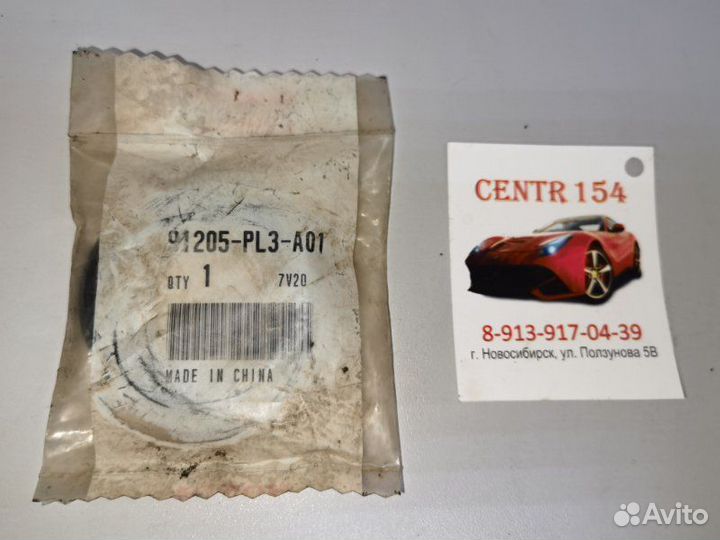 91205-PL3-A01
QTY 1 7V20
MADE IN CHINA
CENTR 154
8-913-917-04-39
г. Новосибирск, ул. Ползунова 5В
Avito